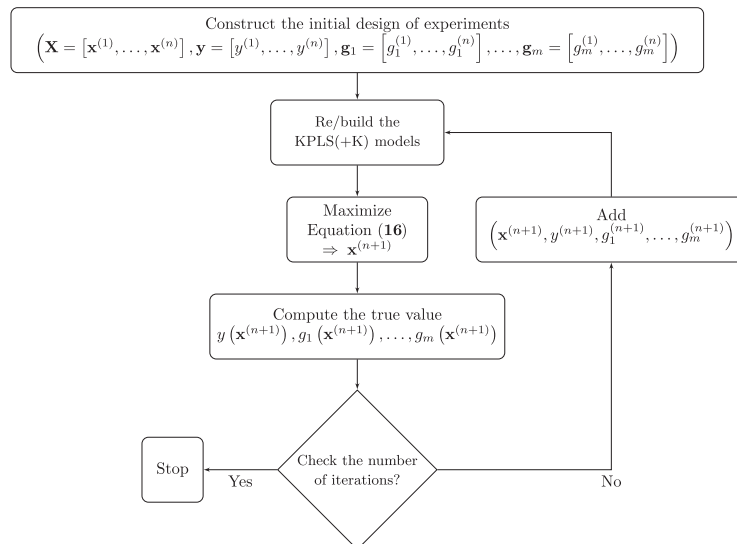 Construct the initial design of experiments
(X = [x^(1), . . . , x^(n)] , y = [y^(1), . . . , y^(n)] , g_1 = [g_1^(1), . . . , g_1^(n)] , . . . , g_m = [g_m^(1), . . . , g_m^(n)])
Re/build the
KPLS(+K) models
Maximize
Equation (16)
⇒ x^(n+1)
Add
(x^(n+1), y^(n+1), g_1^(n+1), . . . , g_m^(n+1))
Compute the true value
y (x^(n+1)) , g_1 (x^(n+1)) , . . . , g_m (x^(n+1))
Check the number
of iterations?
Stop
Yes
No